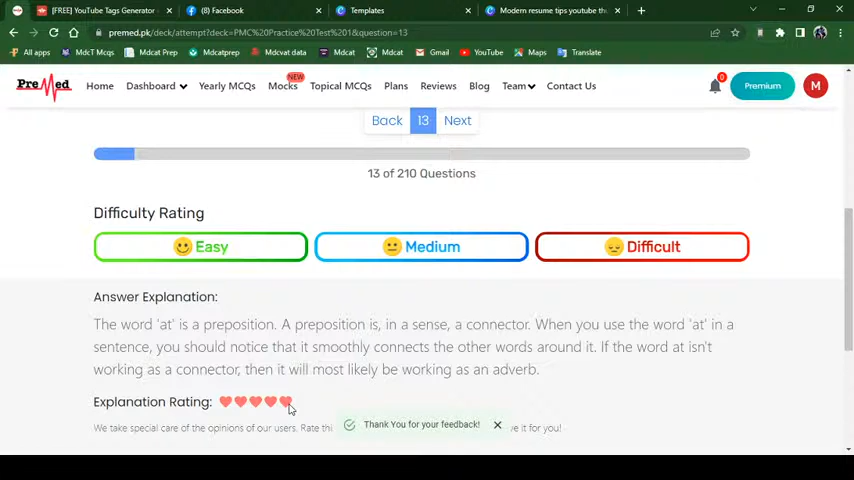 [FREE] YouTube Tags Generator
(8) Facebook
Templates
Modern resume tips youtube th
premed.pk/deck/attempt?deck=PMC%20Practice%20Test%201&question=13
All apps
MdcT Mcqs
Mdcat Prep
Mdcatprep
Mdcvat data
Mdcat
Mdcat
Gmail
YouTube
Maps
Translate
PreMed
Home
Dashboard
Yearly MCQs
NEW
Mocks
Topical MCQs
Plans
Reviews
Blog
Team
Contact Us
0
Premium
M
Back 13 Next
13 of 210 Questions
Difficulty Rating
Easy
Medium
Difficult
Answer Explanation:
The word 'at' is a preposition. A preposition is, in a sense, a connector. When you use the word 'at' in a
sentence, you should notice that it smoothly connects the other words around it. If the word at isn't
working as a connector, then it will most likely be working as an adverb.
Explanation Rating:
Thank You for your feedback!
We take special care of the opinions of our users. Rate thi
ve it for you!